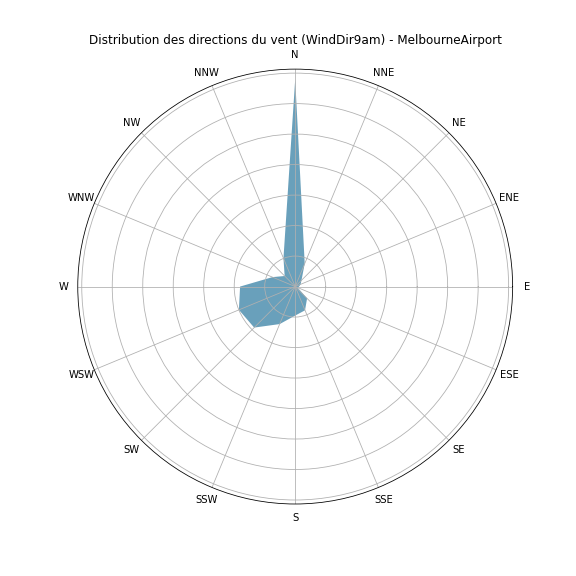 Distribution des directions du vent (WindDir9am) - MelbourneAirport
N
NNW
NNE
NW
NE
WNW
ENE
W
E
WSW
ESE
SW
SE
SSW
SSE
S